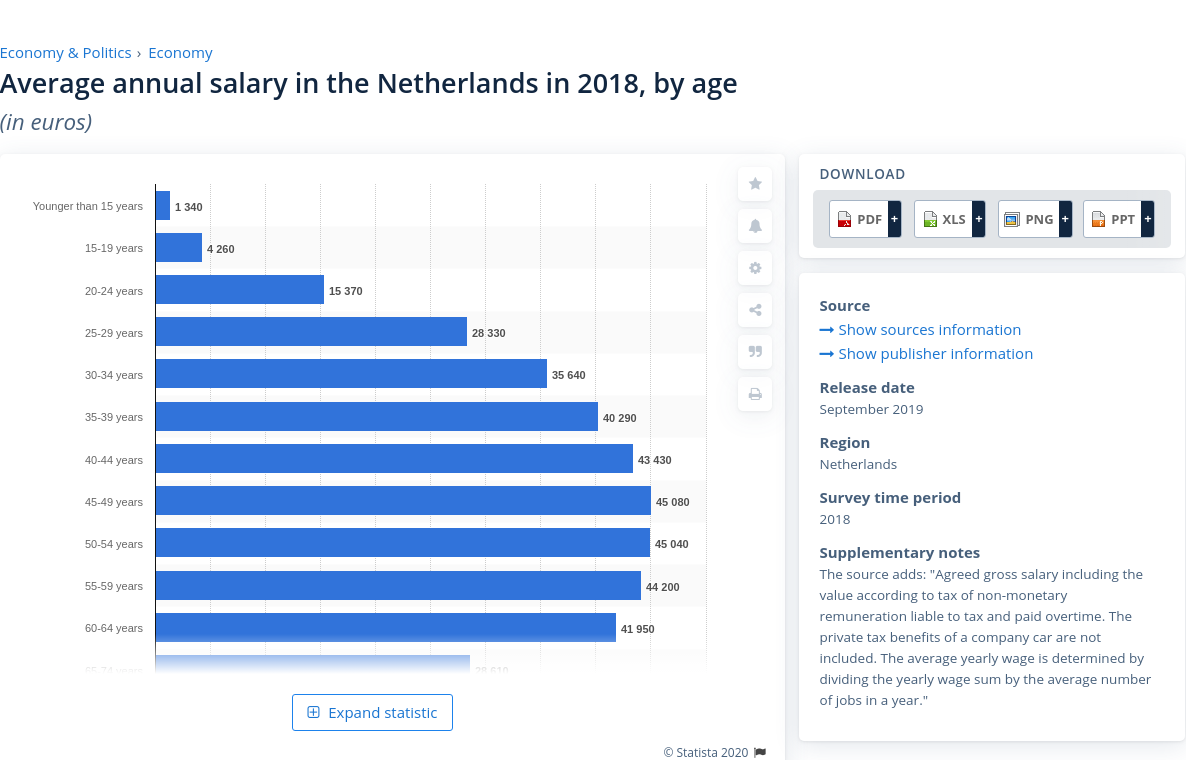 Economy & Politics › Economy
Average annual salary in the Netherlands in 2018, by age
(in euros)
Younger than 15 years 1 340
15-19 years 4 260
20-24 years 15 370
25-29 years 28 330
30-34 years 35 640
35-39 years 40 290
40-44 years 43 430
45-49 years 45 080
50-54 years 45 040
55-59 years 44 200
60-64 years 41 950
65-74 years 28 610
Expand statistic
© Statista 2020
DOWNLOAD
PDF + XLS + PNG + PPT +
Source
Show sources information
Show publisher information
Release date
September 2019
Region
Netherlands
Survey time period
2018
Supplementary notes
The source adds: "Agreed gross salary including the
value according to tax of non-monetary
remuneration liable to tax and paid overtime. The
private tax benefits of a company car are not
included. The average yearly wage is determined by
dividing the yearly wage sum by the average number
of jobs in a year."